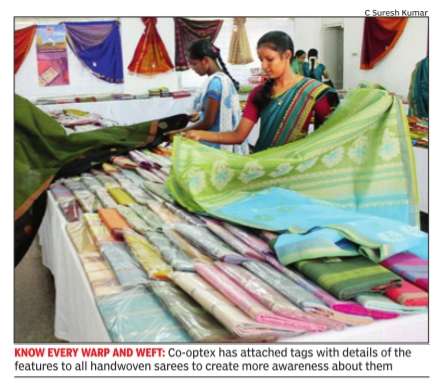 C Suresh Kumar
KNOW EVERY WARP AND WEFT: Co-optex has attached tags with details of the
features to all handwoven sarees to create more awareness about them